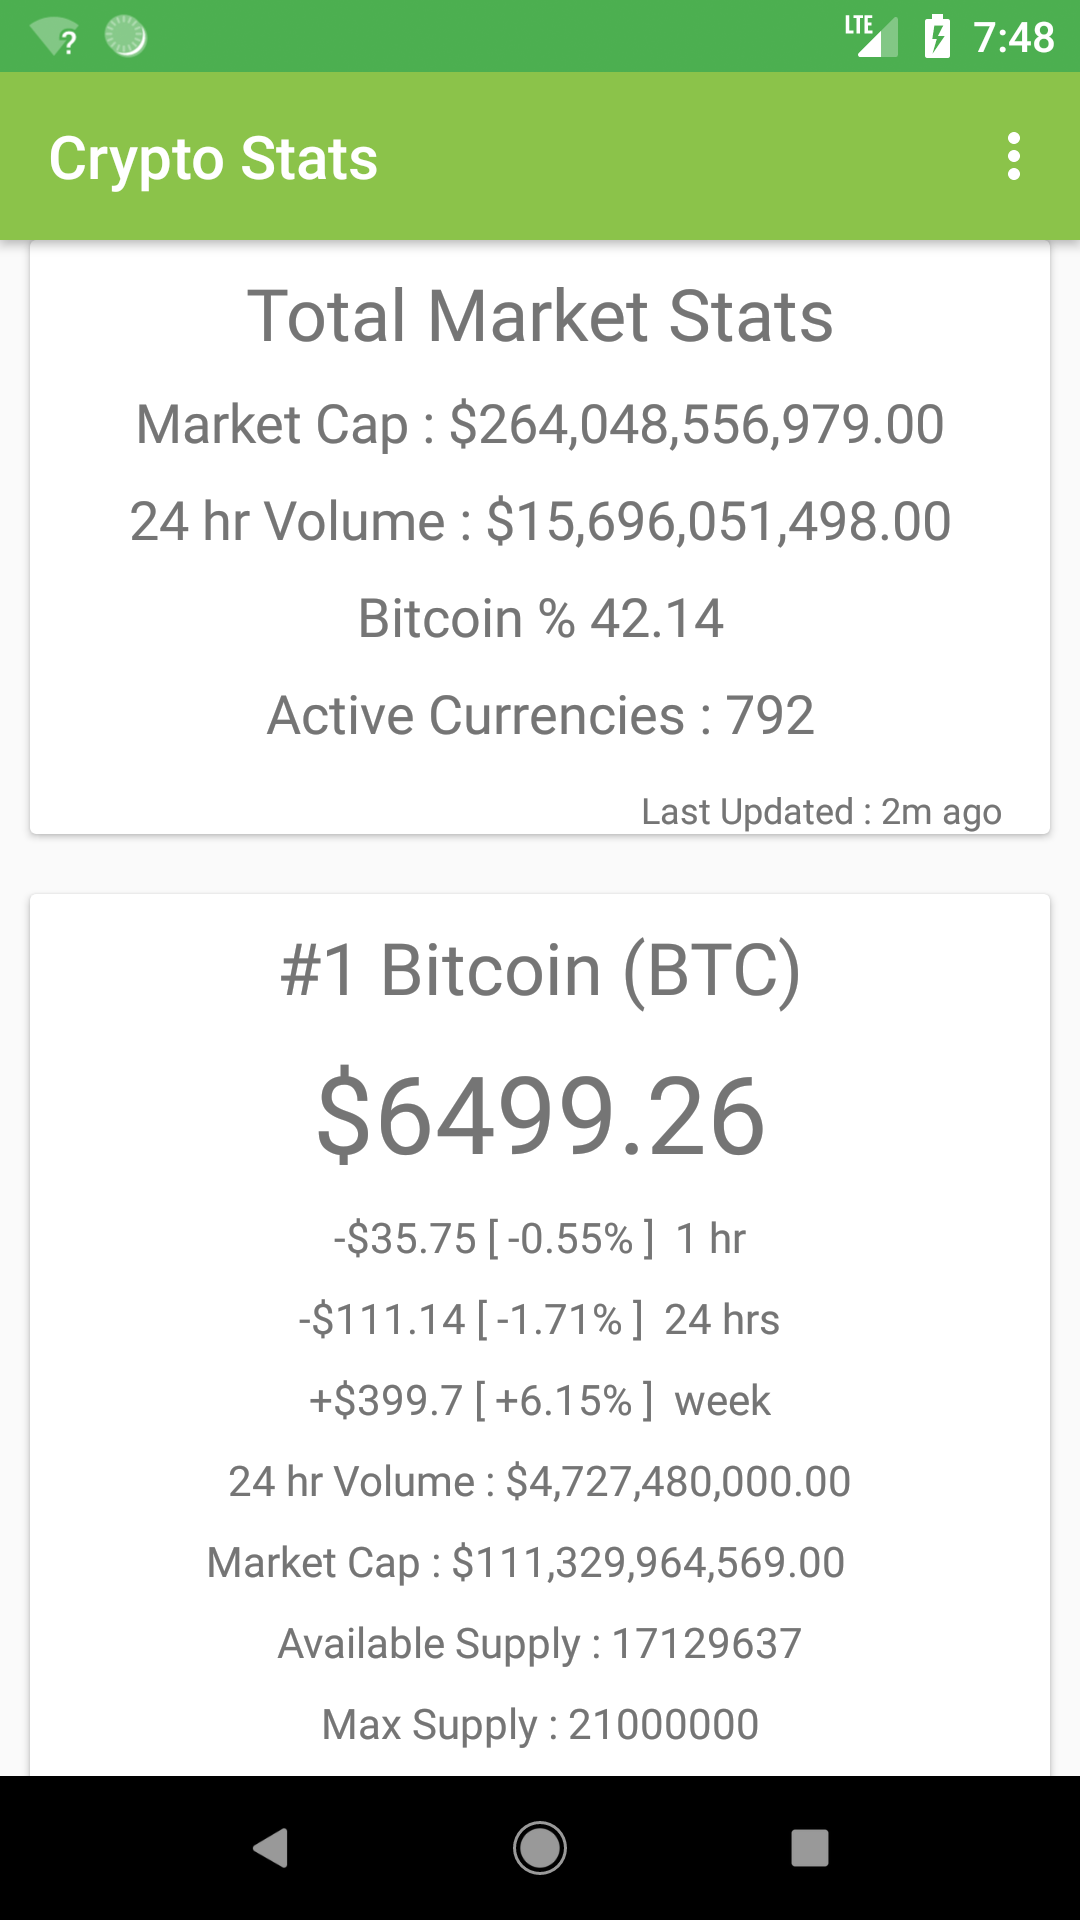 LTE 7:48
Crypto Stats
Total Market Stats
Market Cap : $264,048,556,979.00
24 hr Volume : $15,696,051,498.00
Bitcoin % 42.14
Active Currencies : 792
Last Updated : 2m ago
#1 Bitcoin (BTC)
$6499.26
-$35.75 [ -0.55% ] 1 hr
-$111.14 [ -1.71% ] 24 hrs
+$399.7 [ +6.15% ] week
24 hr Volume : $4,727,480,000.00
Market Cap : $111,329,964,569.00
Available Supply : 17129637
Max Supply : 21000000